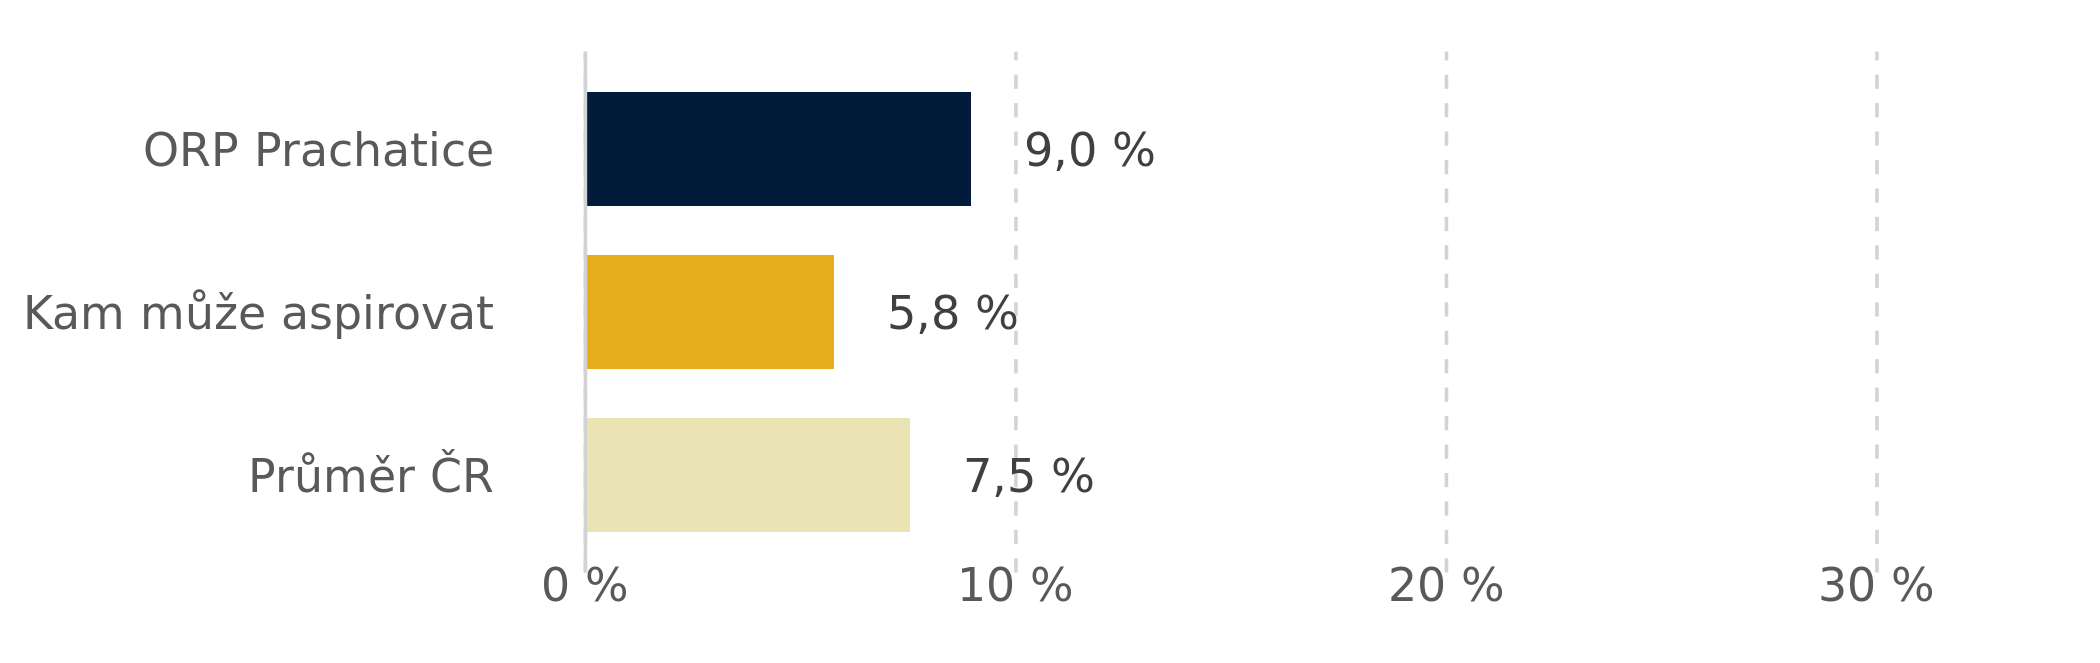 ORP Prachatice
9,0 %
Kam může aspirovat
5,8 %
Průměr ČR
7,5 %
0 %
10 %
20 %
30 %